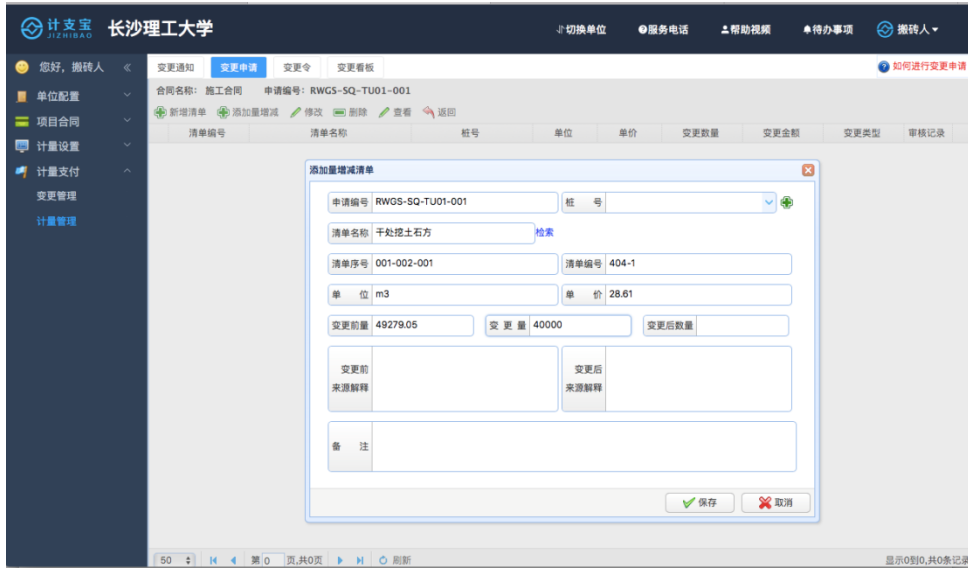 计支宝 JIZHIBAO 长沙理工大学 切换单位 服务电话 帮助视频 待办事项 搬砖人
您好，搬砖人
单位配置
项目合同
计量设置
计量支付
变更管理
计量管理
变更通知 变更申请 变更令 变更看板 如何进行变更申请
合同名称: 施工合同 申请编号: RWGS-SQ-TU01-001
新增清单 添加量增减 修改 删除 查看 返回
清单编号 清单名称 桩号 单位 单价 变更数量 变更金额 变更类型 审核记录
添加量增减清单
申请编号 RWGS-SQ-TU01-001 桩 号
清单名称 干处挖土石方 检索
清单序号 001-002-001 清单编号 404-1
单 位 m3 单 价 28.61
变更前量 49279.05 变 更 量 40000 变更后数量
变更前 变更后
来源解释 来源解释
备 注
保存 取消
50 第 0 页,共0页 刷新 显示0到0,共0条记录